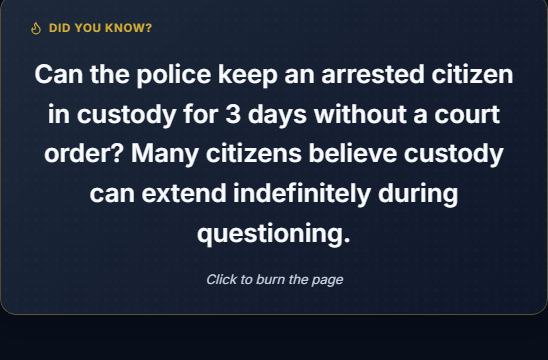 DID YOU KNOW?
Can the police keep an arrested citizen
in custody for 3 days without a court
order? Many citizens believe custody
can extend indefinitely during
questioning.
Click to burn the page